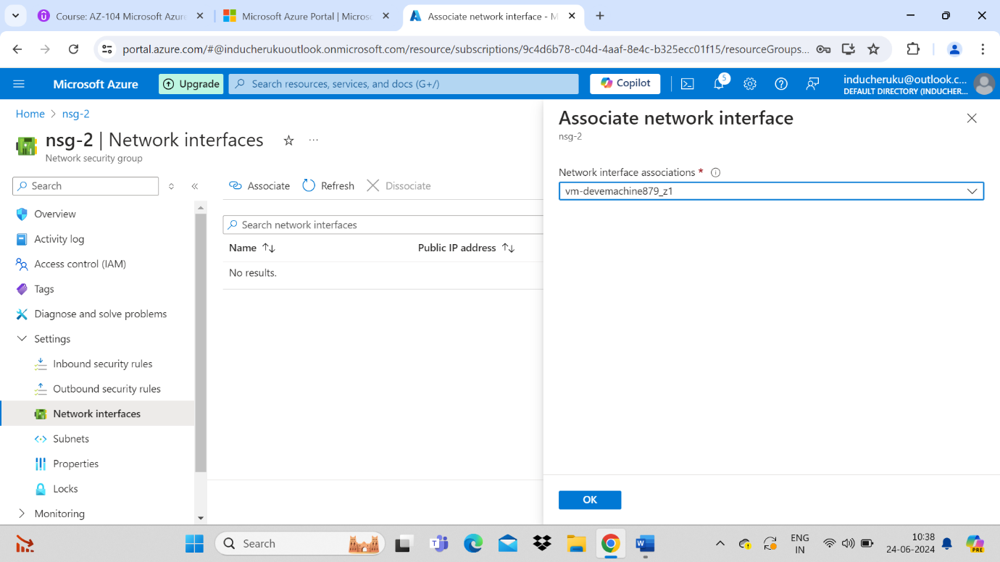 Course: AZ-104 Microsoft Azure
Microsoft Azure Portal | Microso
Associate network interface - M
portal.azure.com/#@inducherukuoutlook.onmicrosoft.com/resource/subscriptions/9c4d6b78-c04d-4aaf-8e4c-b325ecc01f15/resourceGroups...
Microsoft Azure
Upgrade
Search resources, services, and docs (G+/)
Copilot
5
inducheruku@outlook.c...
DEFAULT DIRECTORY (INDUCHER...
Home > nsg-2
nsg-2 | Network interfaces
Network security group
Search
Overview
Activity log
Access control (IAM)
Tags
Diagnose and solve problems
Settings
Inbound security rules
Outbound security rules
Network interfaces
Subnets
Properties
Locks
Monitoring
Associate
Refresh
Dissociate
Search network interfaces
Name
Public IP address
No results.
Associate network interface
nsg-2
Network interface associations *
vm-devemachine879_z1
OK
Search
ENG
IN
10:38
24-06-2024
PRE